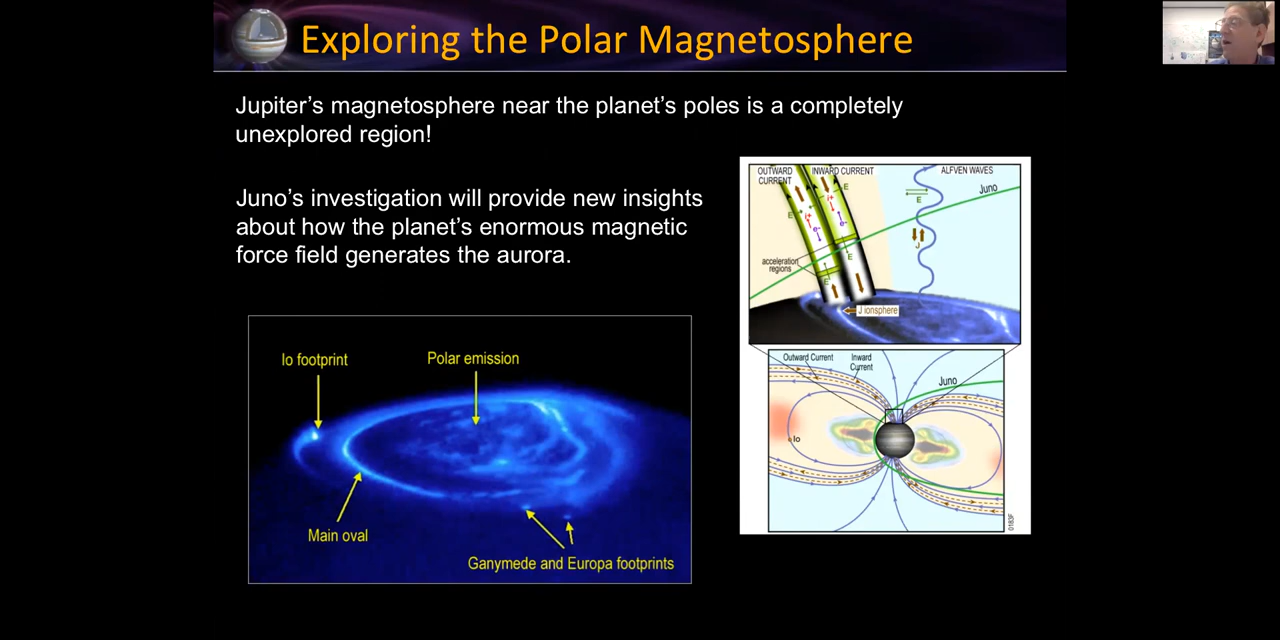 Exploring the Polar Magnetosphere
Jupiter's magnetosphere near the planet's poles is a completely
unexplored region!
Juno's investigation will provide new insights
about how the planet's enormous magnetic
force field generates the aurora.
Io footprint
Polar emission
Main oval
Ganymede and Europa footprints
OUTWARD
CURRENT
INWARD CURRENT
ALFVEN WAVES
Juno
E
E
E
i+
i+
e-
e-
J
E
E
acceleration
regions
J ionsphere
Outward Current
Inward
Current
Juno
Io
0183F